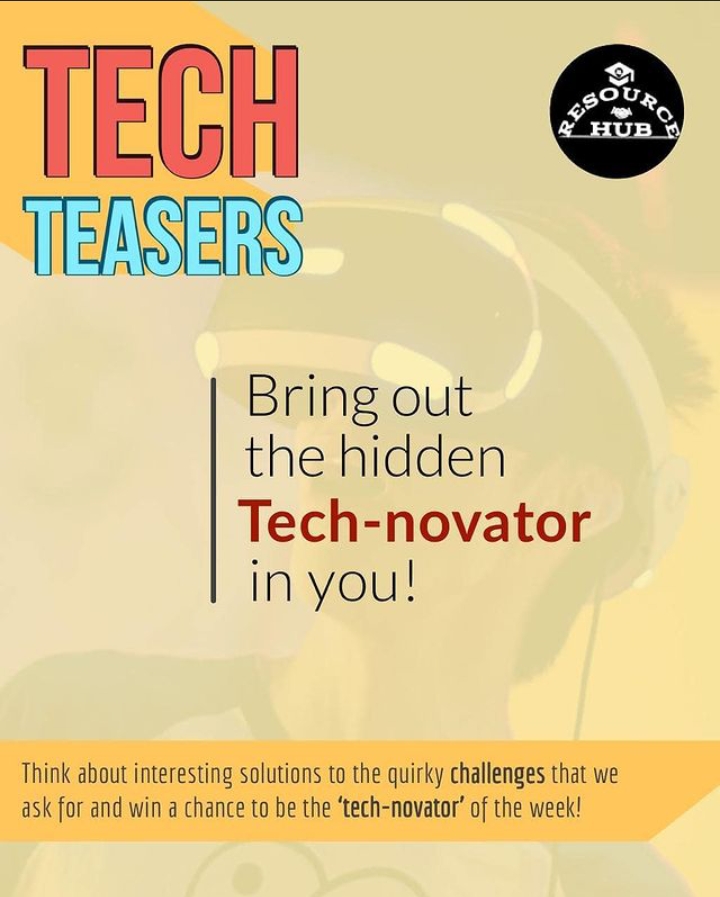 TECH
TEASERS
RESOURCE
HUB
Bring out
the hidden
Tech-novator
in you!
Think about interesting solutions to the quirky challenges that we
ask for and win a chance to be the ‘tech-novator’ of the week!